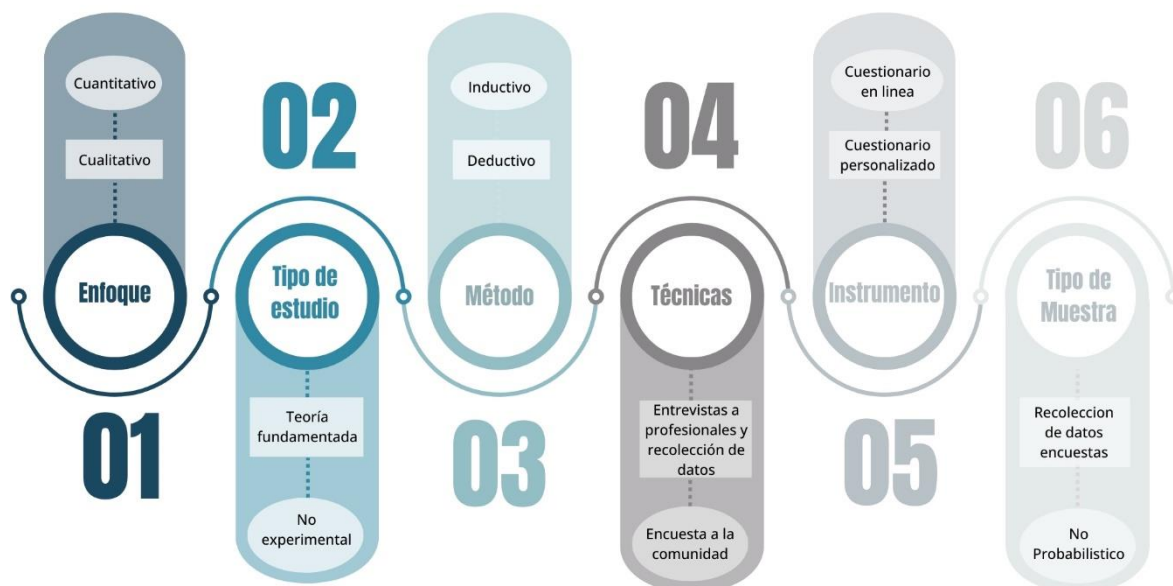 Cuantitativo
Cualitativo
Enfoque
01
02
Tipo de
estudio
Teoría
fundamentada
No
experimental
Inductivo
Deductivo
Método
03
04
Técnicas
Entrevistas a
profesionales y
recolección de
datos
Encuesta a la
comunidad
Cuestionario
en linea
Cuestionario
personalizado
Instrumento
05
06
Tipo de
Muestra
Recoleccion
de datos
encuestas
No
Probabilistico